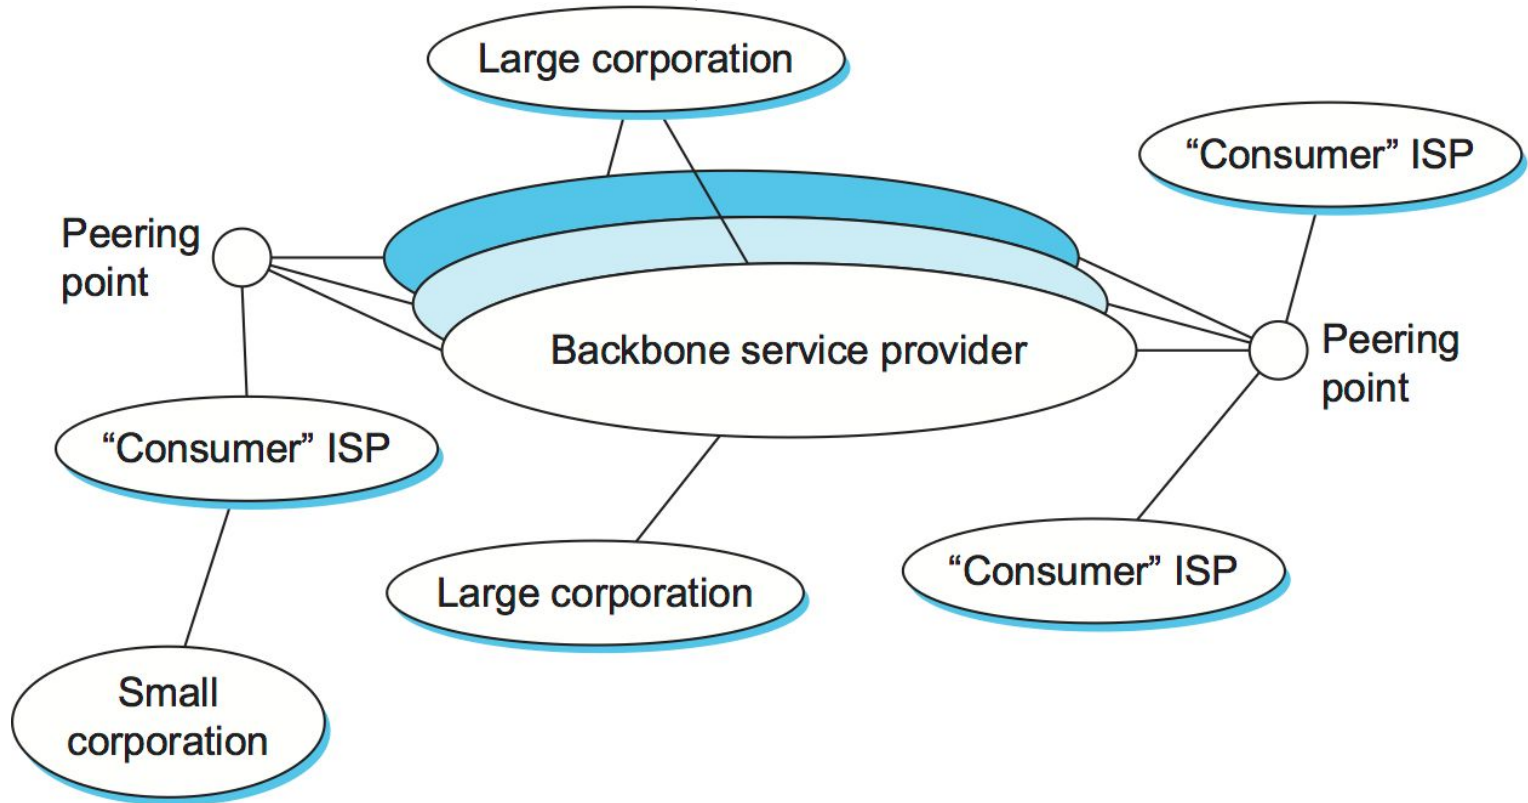 Large corporation
“Consumer” ISP
Peering
point
Backbone service provider
Peering
point
“Consumer” ISP
“Consumer” ISP
Large corporation
Small
corporation